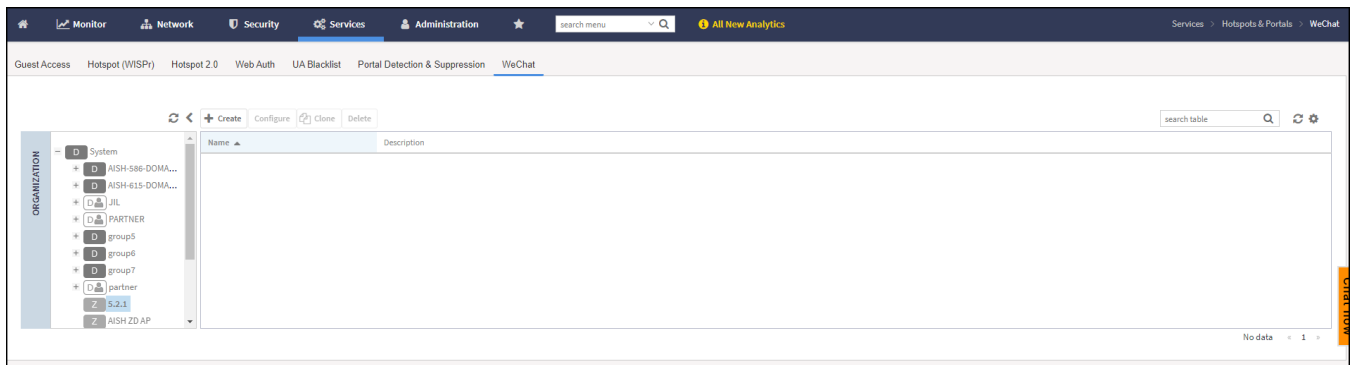 Monitor Network Security Services Administration search menu All New Analytics Services > Hotspots & Portals > WeChat
Guest Access Hotspot (WISPr) Hotspot 2.0 Web Auth UA Blacklist Portal Detection & Suppression WeChat
+ Create Configure Clone Delete search table
ORGANIZATION
Name Description
D System
D AISH-586-DOMA...
D AISH-615-DOMA...
D JIL
D PARTNER
D group5
D group6
D group7
D partner
Z 5.2.1
Z AISH ZD AP
Chat now
No data « 1 »